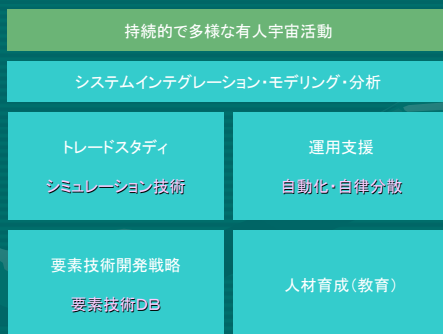 持続的で多様な有人宇宙活動
システムインテグレーション・モデリング・分析
トレードスタディ
シミュレーション技術
運用支援
自動化・自律分散
要素技術開発戦略
要素技術DB
人材育成（教育）